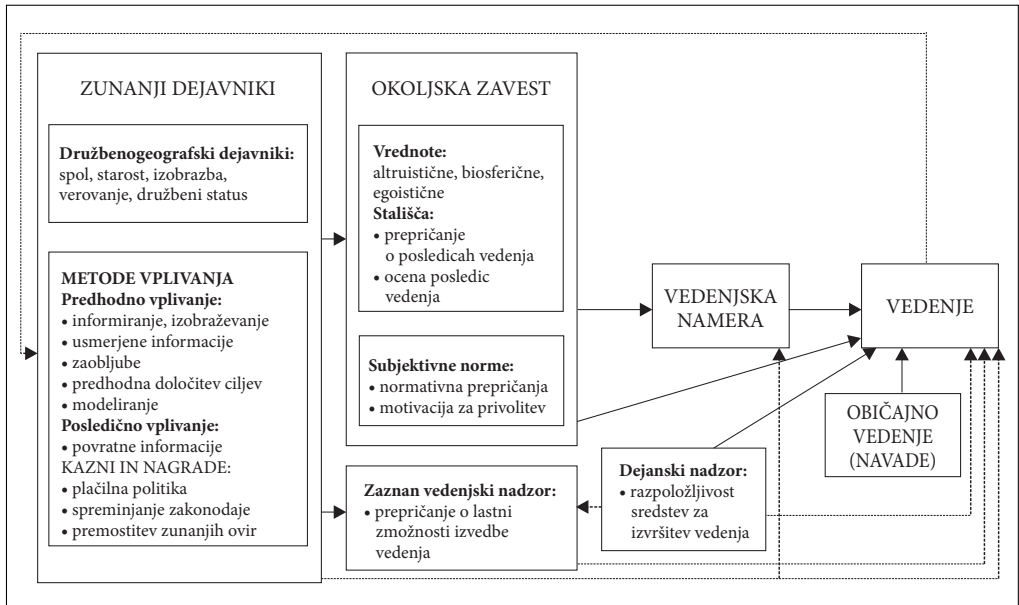 ZUNANJI DEJAVNIKI
Družbenogeografski dejavniki:
spol, starost, izobrazba,
verovanje, družbeni status
METODE VPLIVANJA
Predhodno vplivanje:
• informiranje, izobraževanje
• usmerjene informacije
• zaobljube
• predhodna določitev ciljev
• modeliranje
Posledično vplivanje:
• povratne informacije
KAZNI IN NAGRADE:
• plačilna politika
• spreminjanje zakonodaje
• premostitev zunanjih ovir
OKOLJSKA ZAVEST
Vrednote:
altruistične, biosferične,
egoistične
Stališča:
• prepričanje
o posledicah vedenja
• ocena posledic
vedenja
Subjektivne norme:
• normativna prepričanja
• motivacija za privolitev
Zaznan vedenjski nadzor:
• prepričanje o lastni
zmožnosti izvedbe
vedenja
VEDENJSKA
NAMERA
Dejanski nadzor:
• razpoložljivost
sredstev za
izvršitev vedenja
VEDENJE
OBIČAJNO
VEDENJE
(NAVADE)